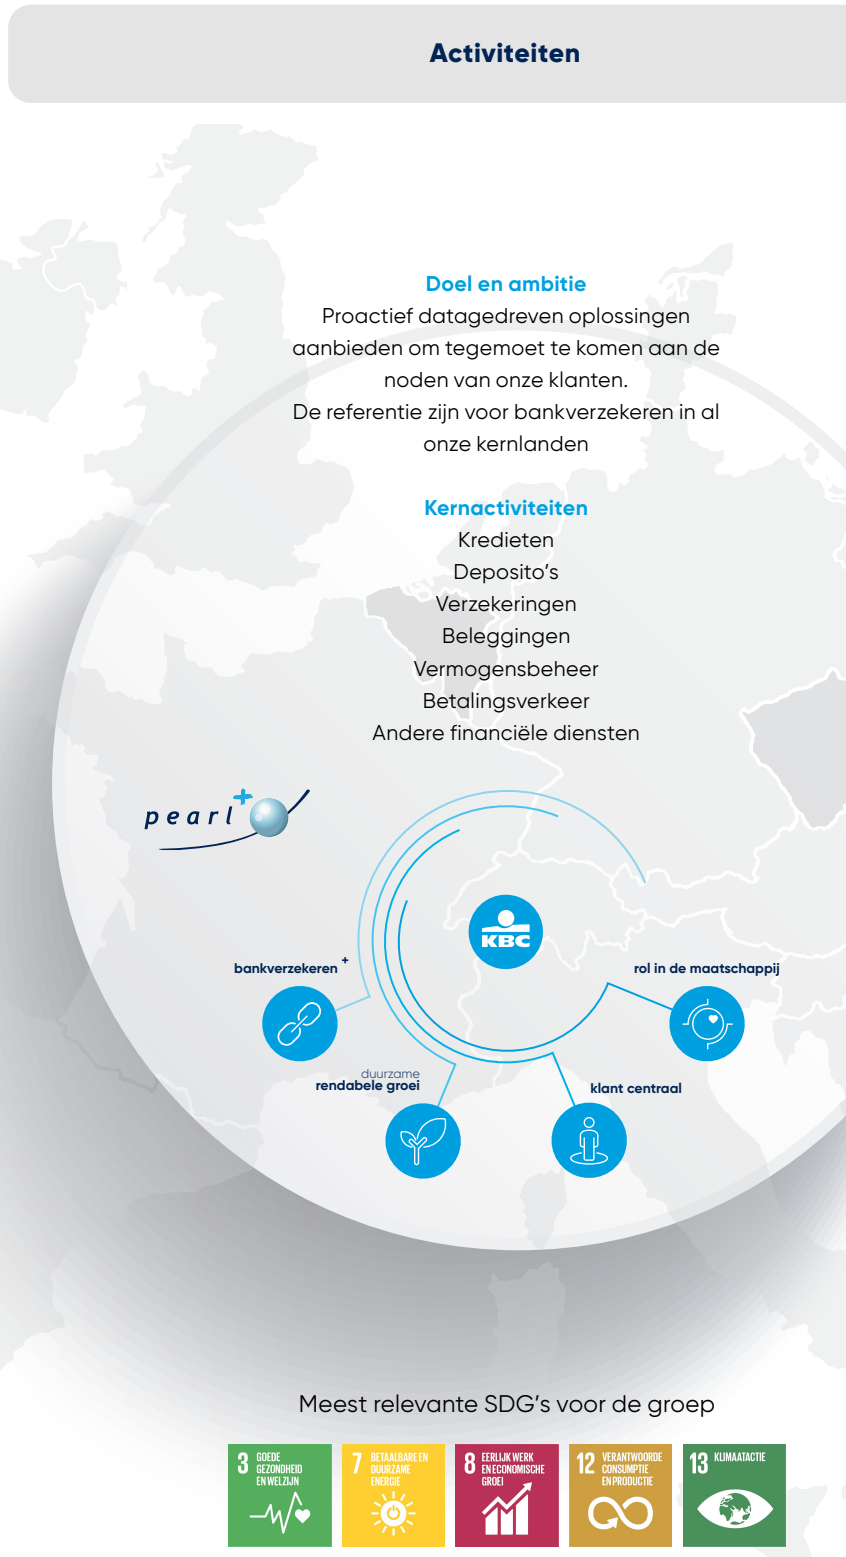 Activiteiten
Doel en ambitie
Proactief datagedreven oplossingen
aanbieden om tegemoet te komen aan de
noden van onze klanten.
De referentie zijn voor bankverzekeren in al
onze kernlanden
Kernactiviteiten
Kredieten
Deposito’s
Verzekeringen
Beleggingen
Vermogensbeheer
Betalingsverkeer
Andere financiële diensten
pearl+
KBC
bankverzekeren +
rol in de maatschappij
duurzame
rendabele groei
klant centraal
Meest relevante SDG’s voor de groep
3 GOEDE
GEZONDHEID
EN WELZIJN
7 BETAALBARE EN
DUURZAME
ENERGIE
8 EERLIJK WERK
EN ECONOMISCHE
GROEI
12 VERANTWOORDE
CONSUMPTIE
EN PRODUCTIE
13 KLIMAATACTIE